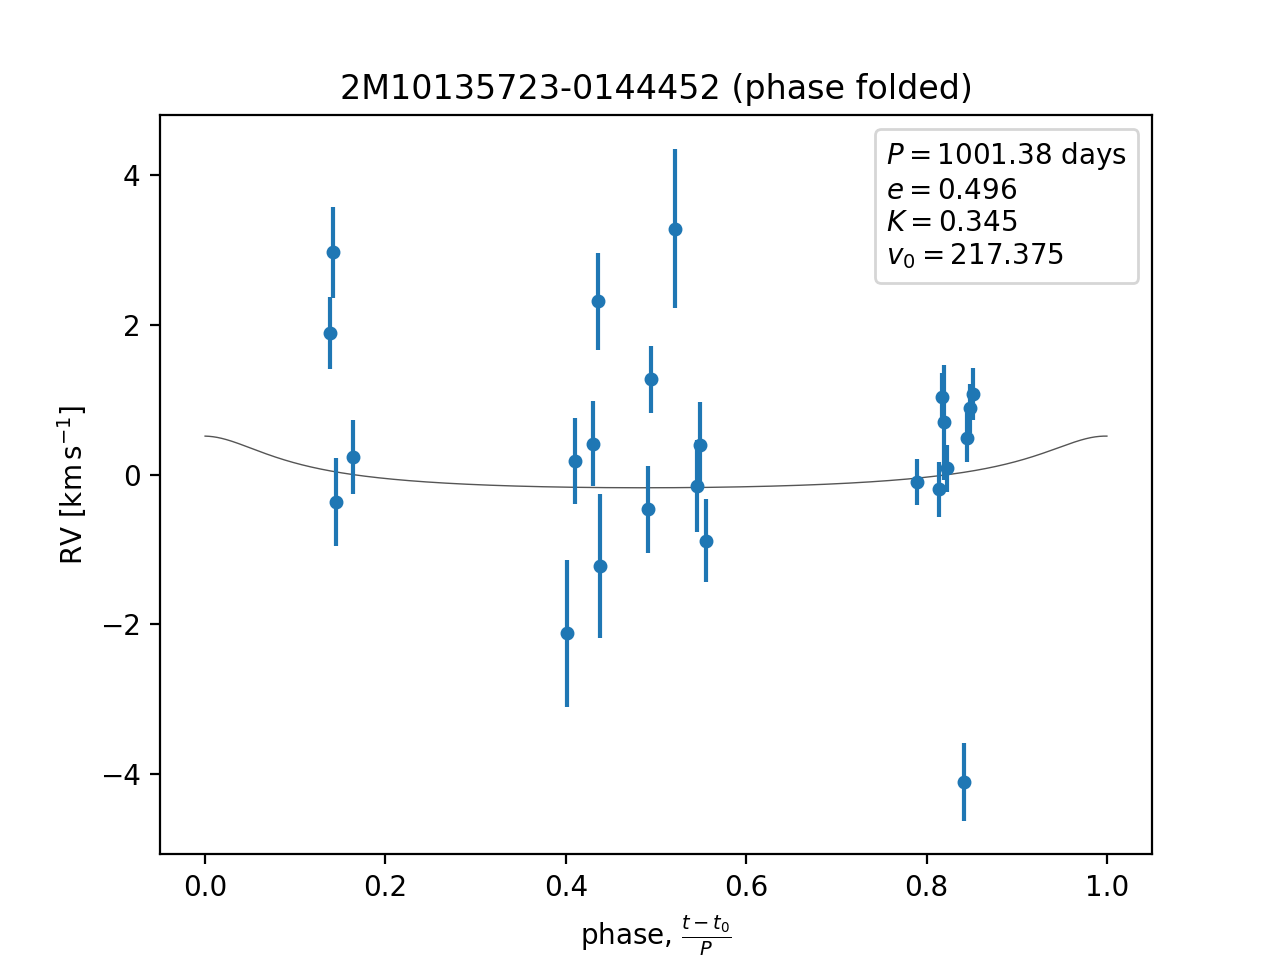 2M10135723-0144452 (phase folded)
P = 1001.38 days
e = 0.496
K = 0.345
v₀ = 217.375
4
2
0
−2
−4
RV [km s⁻¹]
0.0 0.2 0.4 0.6 0.8 1.0
phase, (t − t₀)/P